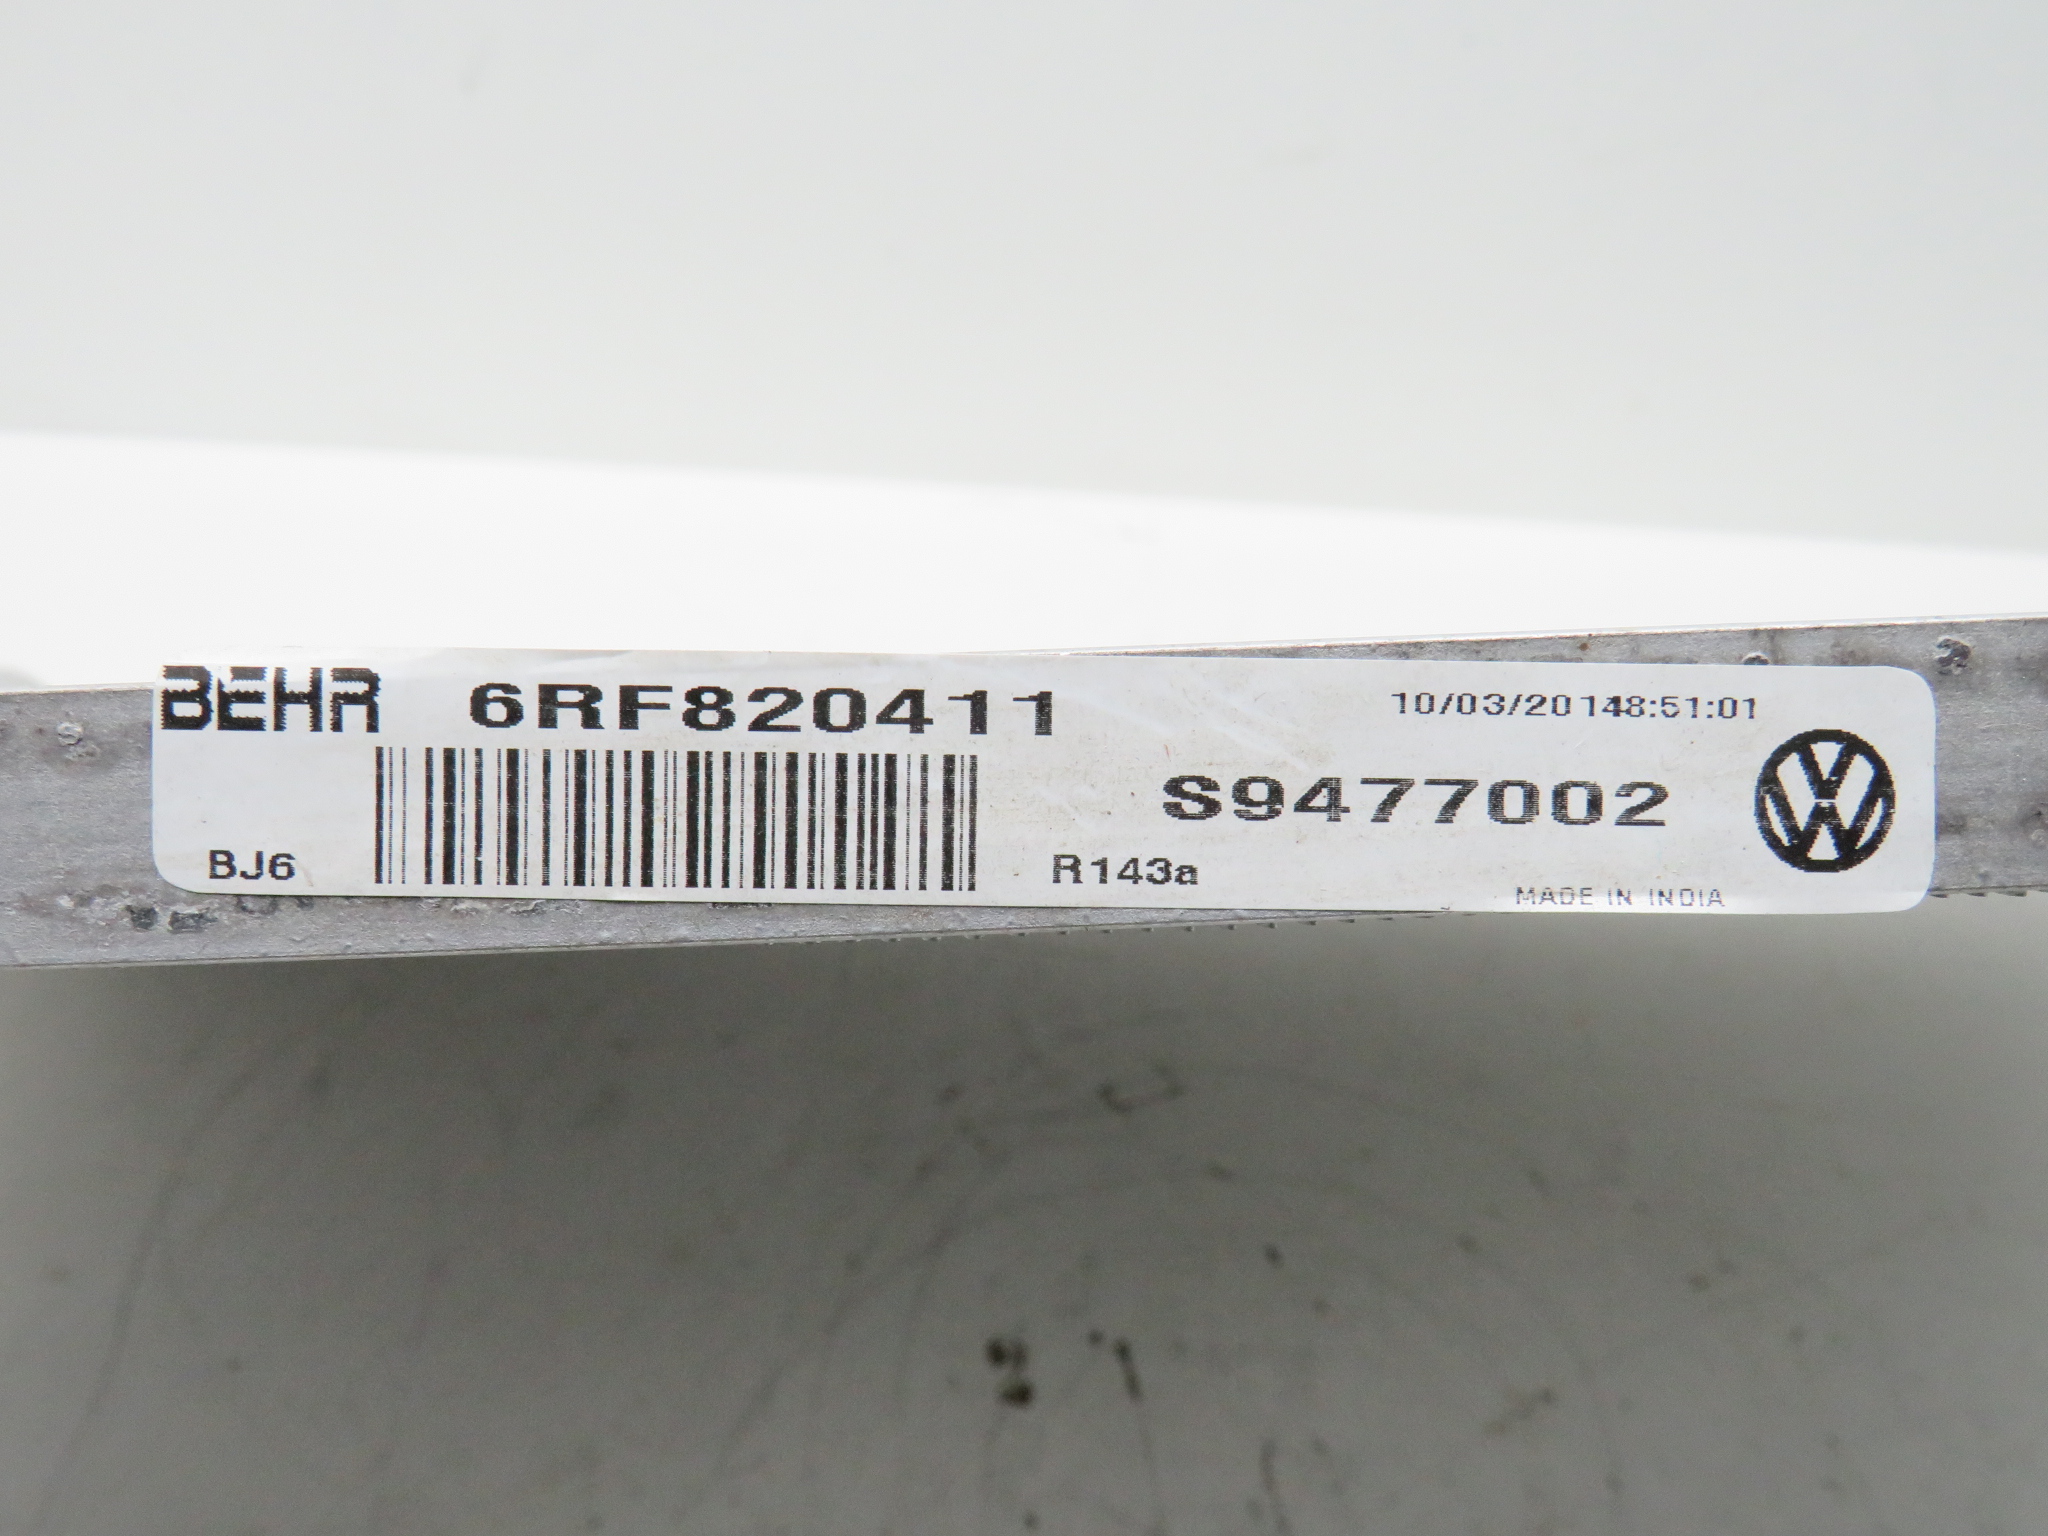 BEHR 6RF820411 10/03/20148:51:01
S9477002
BJ6 R143a
MADE IN INDIA